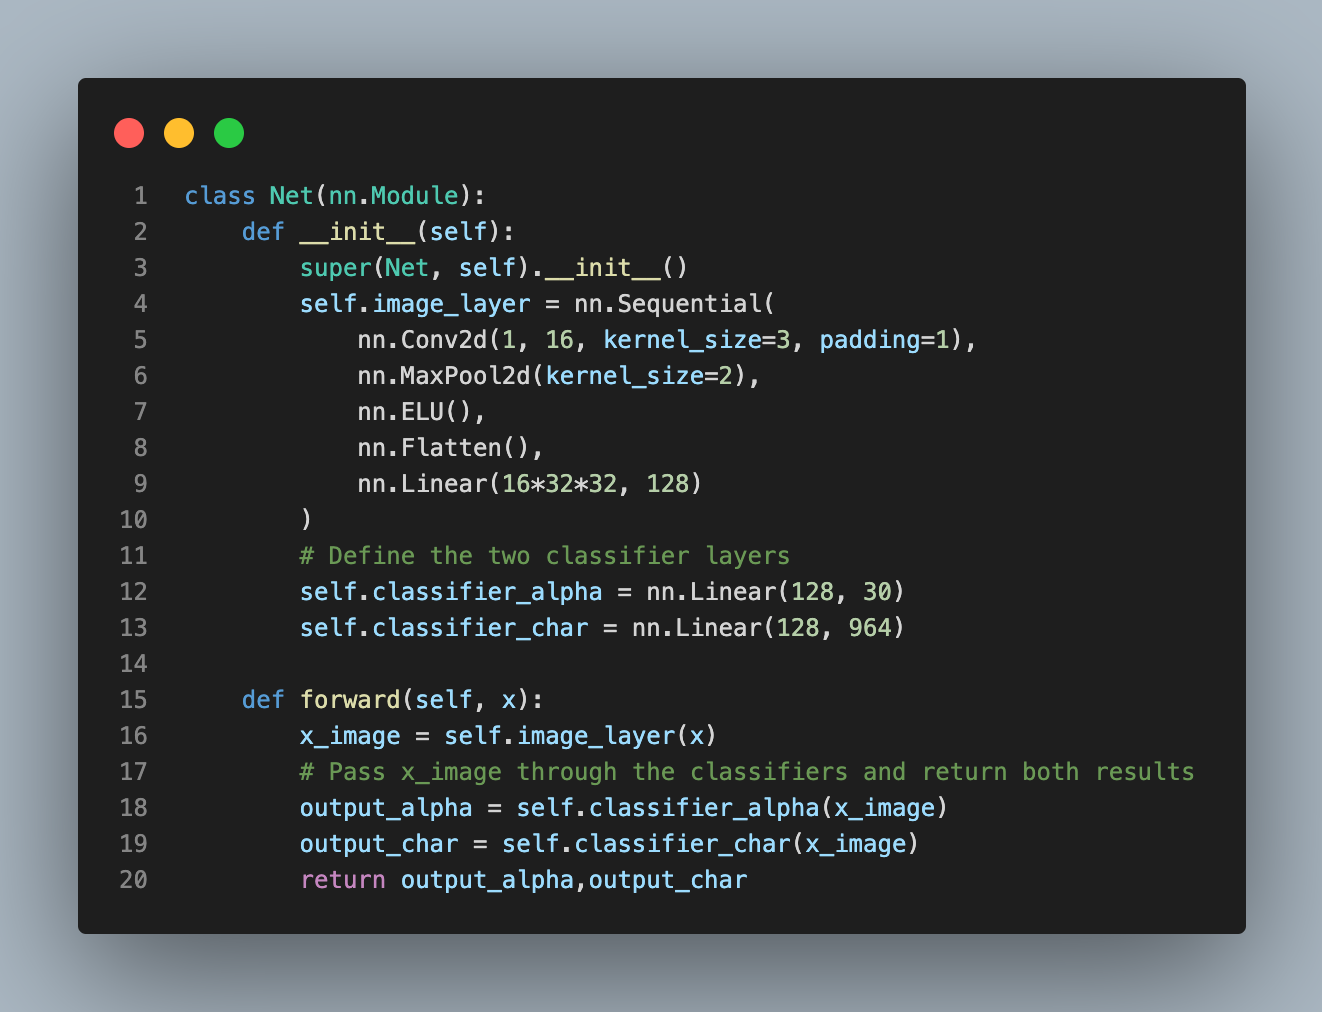 1 class Net(nn.Module):
2     def __init__(self):
3         super(Net, self).__init__()
4         self.image_layer = nn.Sequential(
5             nn.Conv2d(1, 16, kernel_size=3, padding=1),
6             nn.MaxPool2d(kernel_size=2),
7             nn.ELU(),
8             nn.Flatten(),
9             nn.Linear(16*32*32, 128)
10         )
11         # Define the two classifier layers
12         self.classifier_alpha = nn.Linear(128, 30)
13         self.classifier_char = nn.Linear(128, 964)
14
15     def forward(self, x):
16         x_image = self.image_layer(x)
17         # Pass x_image through the classifiers and return both results
18         output_alpha = self.classifier_alpha(x_image)
19         output_char = self.classifier_char(x_image)
20         return output_alpha,output_char